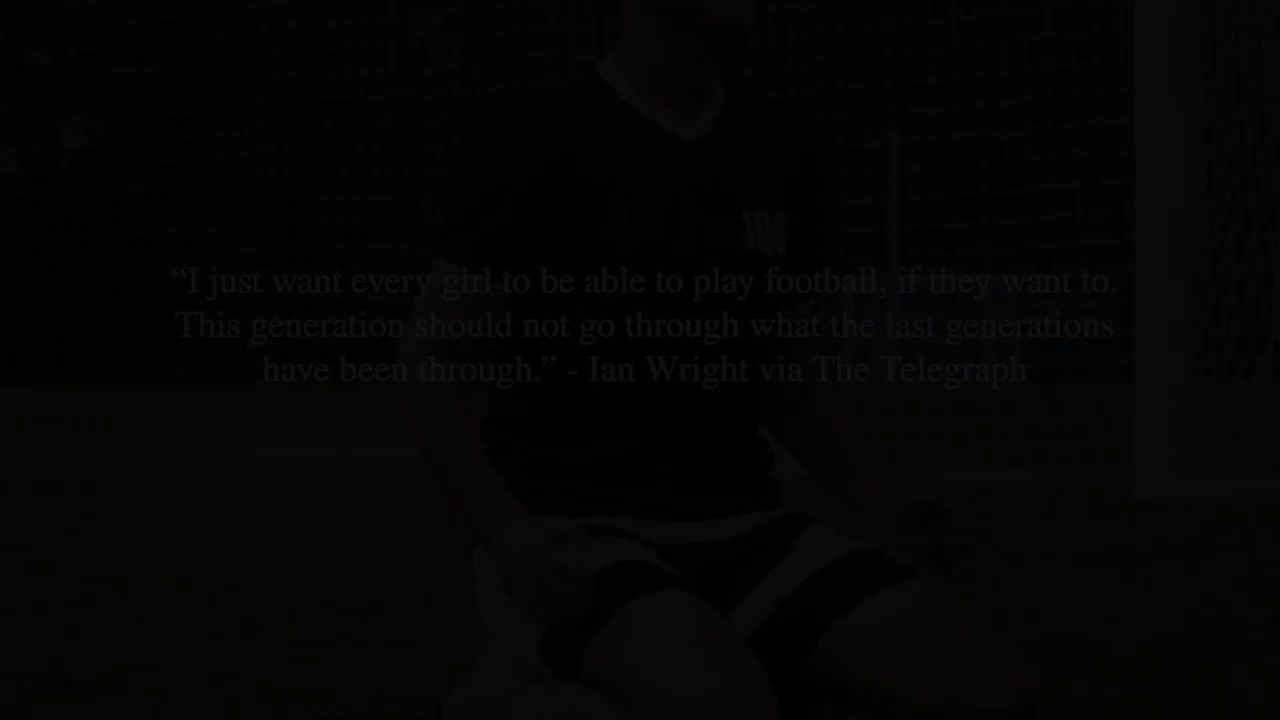 “I just want every girl to be able to play football, if they want to.
This generation should not go through what the last generations
have been through.” - Ian Wright via The Telegraph